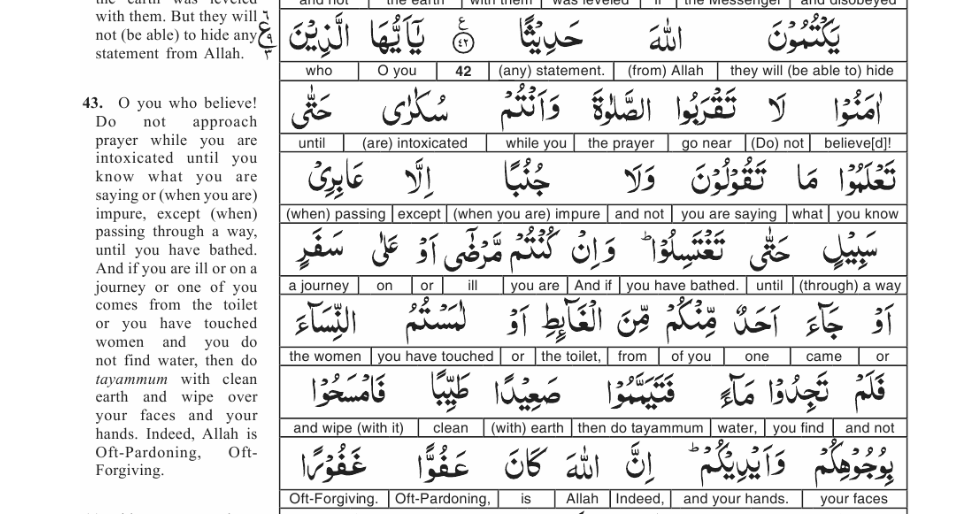 the earth was leveled
with them. But they will
not (be able) to hide any
statement from Allah.
43. O you who believe!
Do not approach
prayer while you are
intoxicated until you
know what you are
saying or (when you are)
impure, except (when)
passing through a way,
until you have bathed.
And if you are ill or on a
journey or one of you
comes from the toilet
or you have touched
women and you do
not find water, then do
tayammum with clean
earth and wipe over
your faces and your
hands. Indeed, Allah is
Oft-Pardoning, Oft-
Forgiving.
and not the earth with them was leveled if the Messenger and disobeyed
يَكْتُمُوْنَ اللّٰهَ حَدِيْثًا ٤٢ يٰۤاَيُّهَا الَّذِيْنَ
who O you 42 (any) statement. (from) Allah they will (be able to) hide
اٰمَنُوْا لَا تَقْرَبُوا الصَّلٰوةَ وَاَنْتُمْ سُكٰرٰى حَتّٰى
until (are) intoxicated while you the prayer go near (Do) not believe[d]!
تَعْلَمُوْا مَا تَقُوْلُوْنَ وَلَا جُنُبًا اِلَّا عَابِرِىْ
(when) passing except (when you are) impure and not you are saying what you know
سَبِيْلٍ حَتّٰى تَغْتَسِلُوْا ؕ وَاِنْ كُنْتُمْ مَّرْضٰۤى اَوْ عَلٰى سَفَرٍ
a journey on or ill you are And if you have bathed. until (through) a way
اَوْ جَآءَ اَحَدٌ مِّنْكُمْ مِّنَ الْغَآىِٕطِ اَوْ لٰمَسْتُمُ النِّسَآءَ
the women you have touched or the toilet, from of you one came or
فَلَمْ تَجِدُوْا مَآءً فَتَيَمَّمُوْا صَعِيْدًا طَيِّبًا فَامْسَحُوْا
and wipe (with it) clean (with) earth then do tayammum water, you find and not
بِوُجُوْهِكُمْ وَاَيْدِيْكُمْ ؕ اِنَّ اللّٰهَ كَانَ عَفُوًّا غَفُوْرًا
Oft-Forgiving. Oft-Pardoning, is Allah Indeed, and your hands. your faces